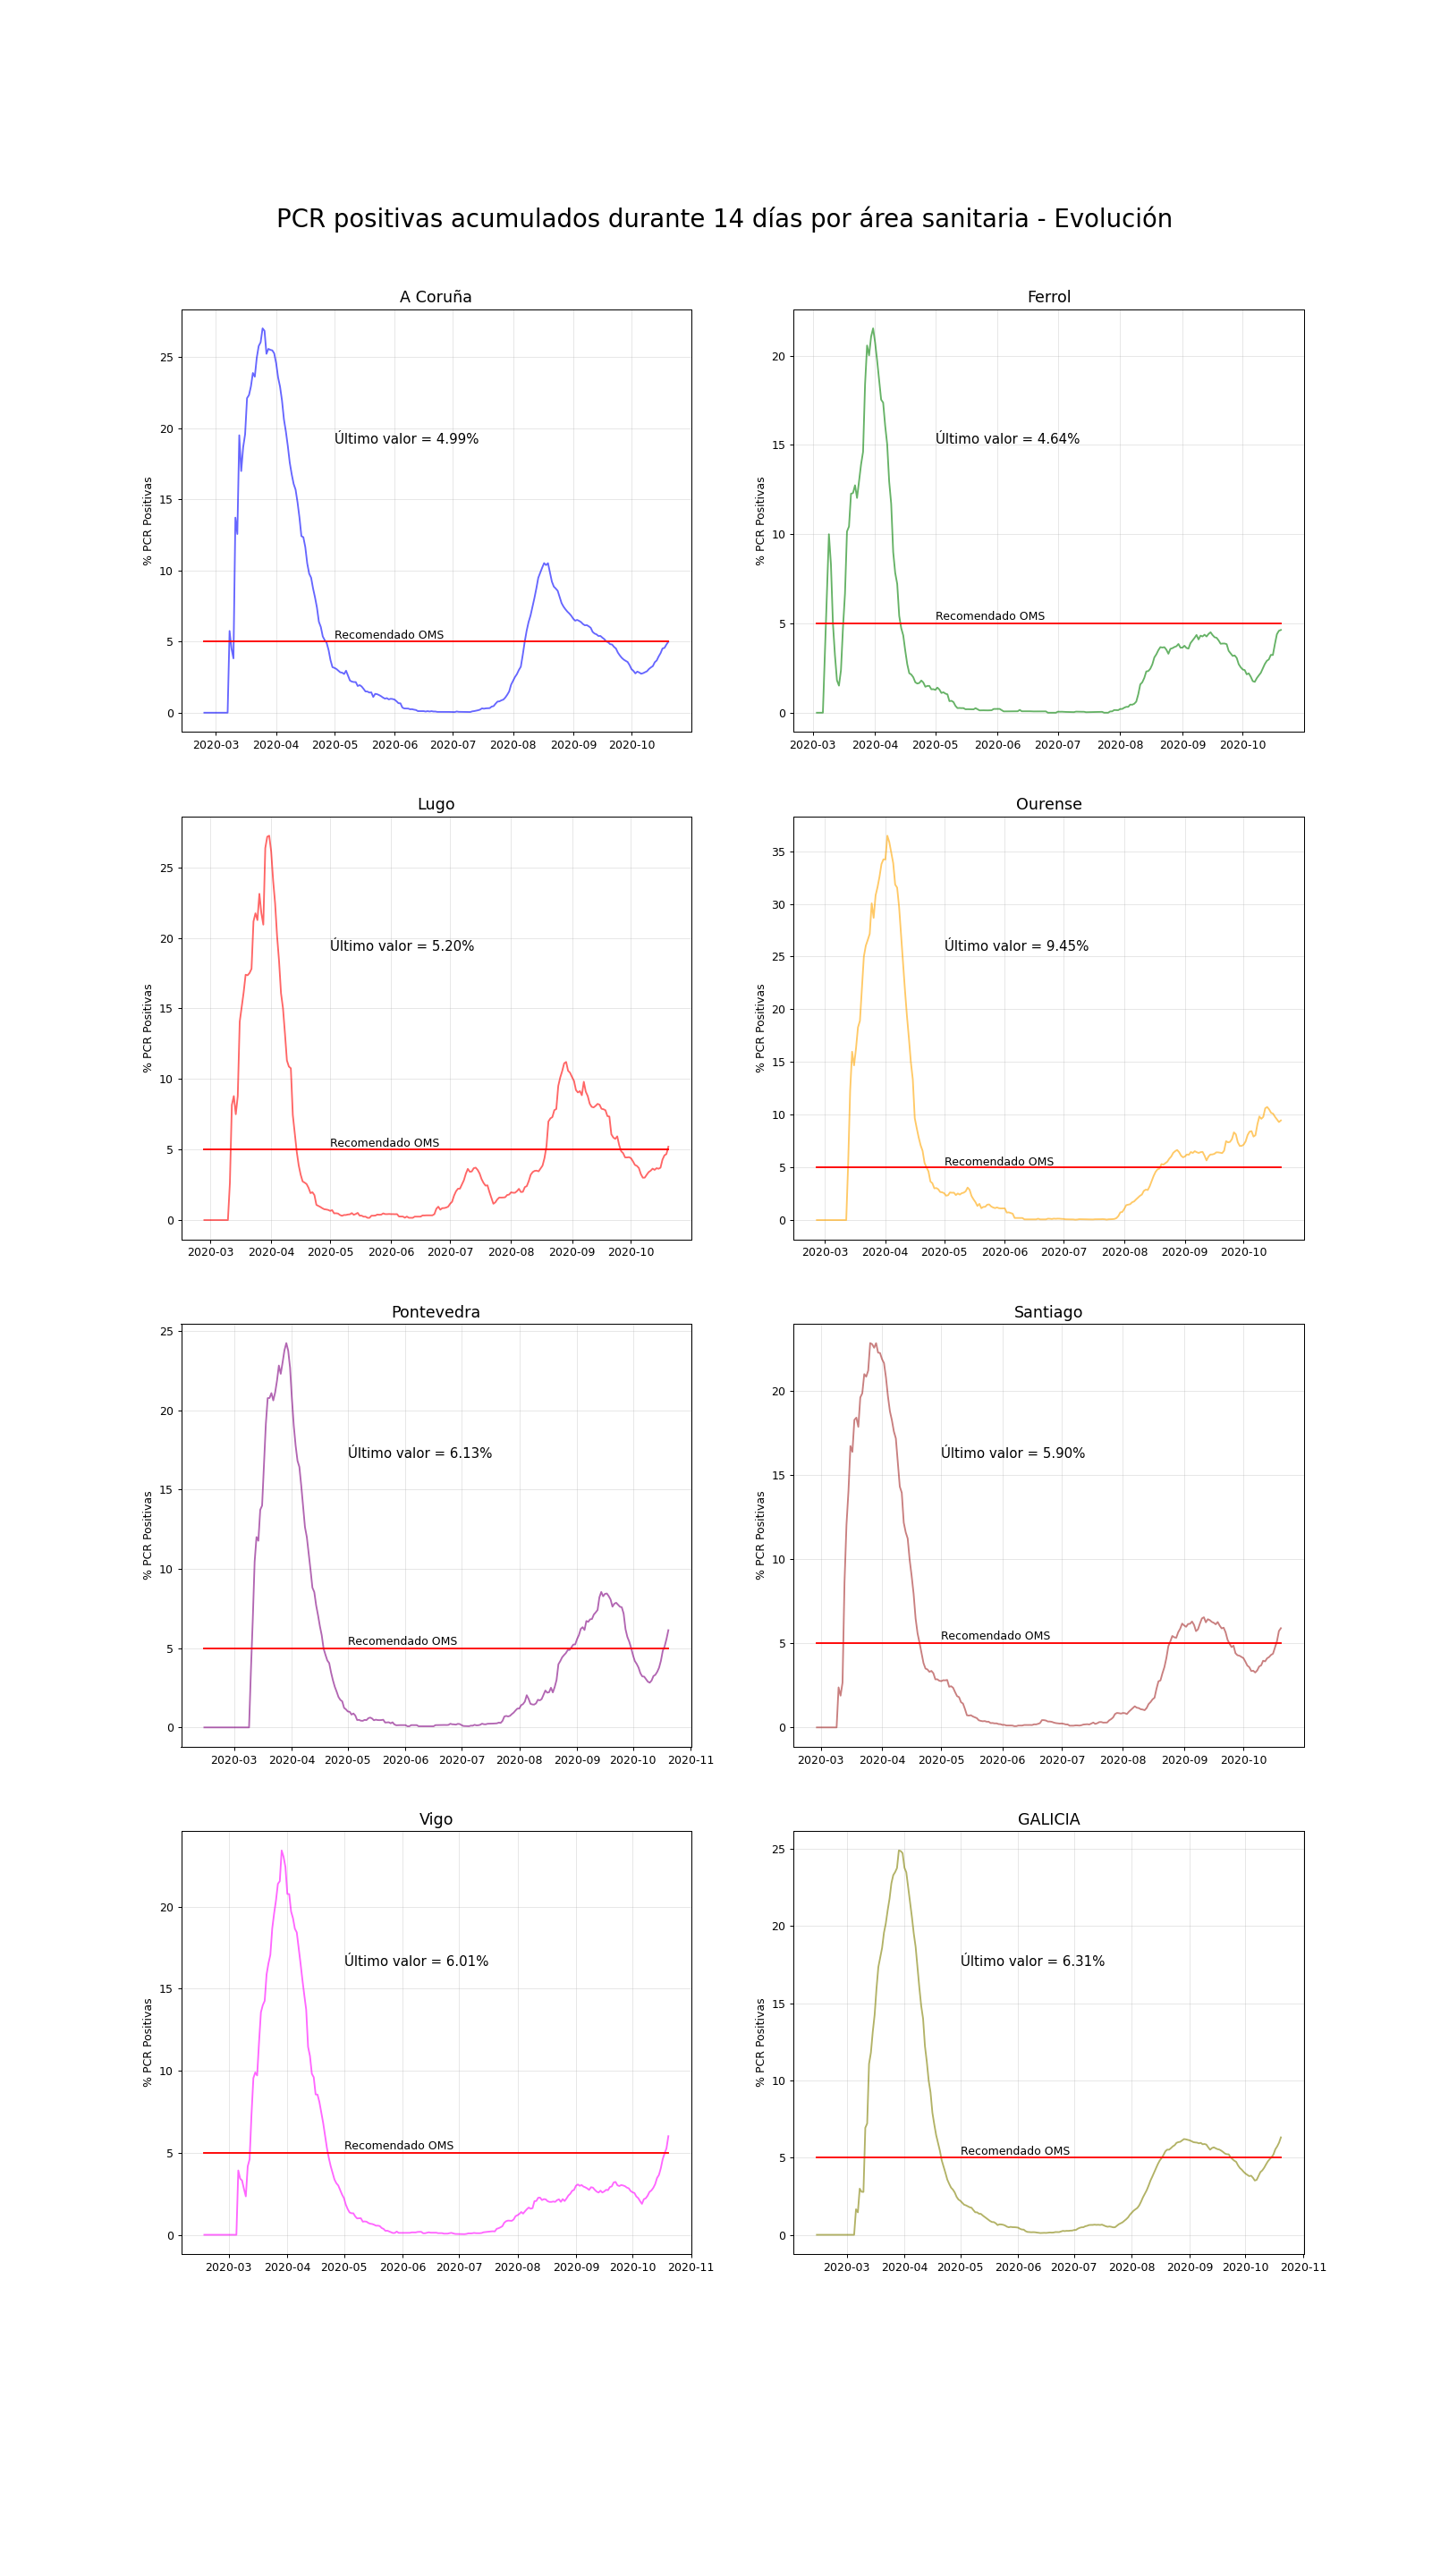 PCR positivas acumulados durante 14 días por área sanitaria - Evolución
A Coruña
% PCR Positivas
25
20
15
10
5
0
Último valor = 4.99%
Recomendado OMS
2020-03 2020-04 2020-05 2020-06 2020-07 2020-08 2020-09 2020-10
Ferrol
% PCR Positivas
20
15
10
5
0
Último valor = 4.64%
Recomendado OMS
2020-03 2020-04 2020-05 2020-06 2020-07 2020-08 2020-09 2020-10
Lugo
% PCR Positivas
25
20
15
10
5
0
Último valor = 5.20%
Recomendado OMS
2020-03 2020-04 2020-05 2020-06 2020-07 2020-08 2020-09 2020-10
Ourense
% PCR Positivas
35
30
25
20
15
10
5
0
Último valor = 9.45%
Recomendado OMS
2020-03 2020-04 2020-05 2020-06 2020-07 2020-08 2020-09 2020-10
Pontevedra
% PCR Positivas
25
20
15
10
5
0
Último valor = 6.13%
Recomendado OMS
2020-03 2020-04 2020-05 2020-06 2020-07 2020-08 2020-09 2020-10 2020-11
Santiago
% PCR Positivas
20
15
10
5
0
Último valor = 5.90%
Recomendado OMS
2020-03 2020-04 2020-05 2020-06 2020-07 2020-08 2020-09 2020-10
Vigo
% PCR Positivas
20
15
10
5
0
Último valor = 6.01%
Recomendado OMS
2020-03 2020-04 2020-05 2020-06 2020-07 2020-08 2020-09 2020-10 2020-11
GALICIA
% PCR Positivas
25
20
15
10
5
0
Último valor = 6.31%
Recomendado OMS
2020-03 2020-04 2020-05 2020-06 2020-07 2020-08 2020-09 2020-10 2020-11